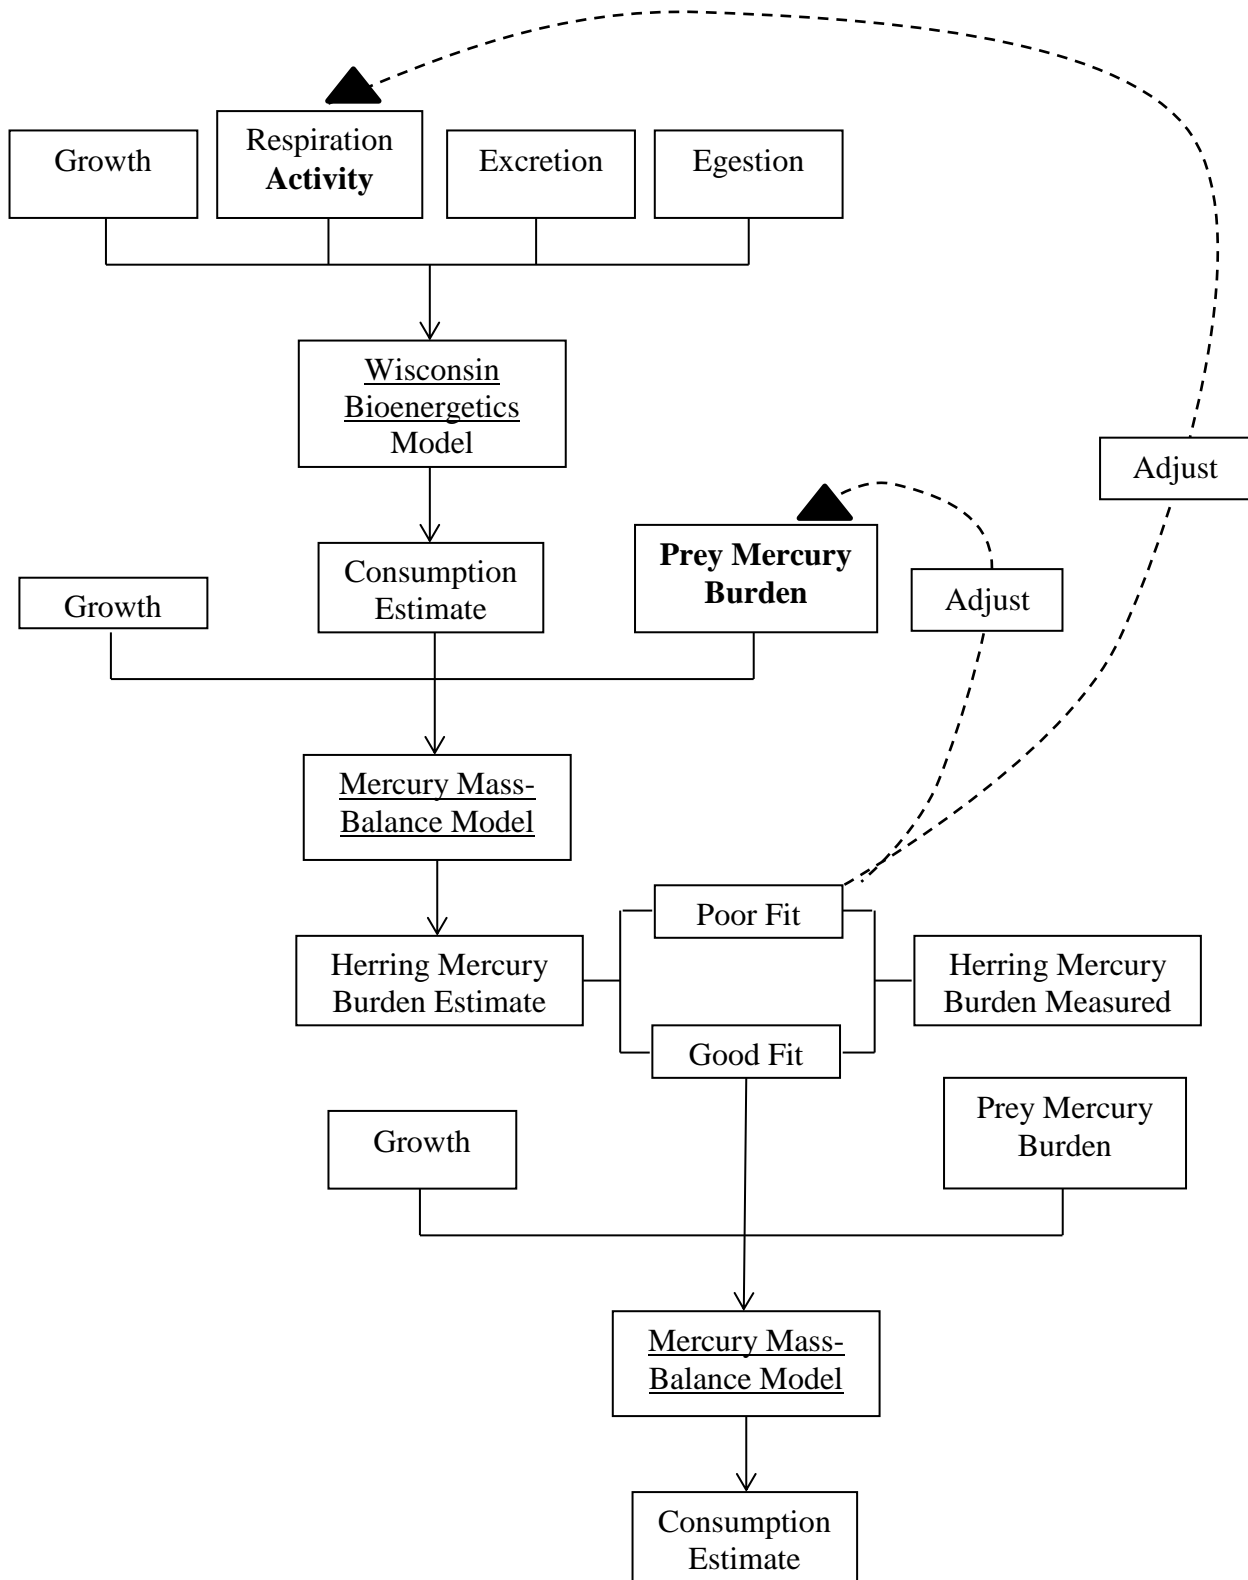 Growth
Respiration
Activity
Excretion
Egestion
Wisconsin
Bioenergetics
Model
Adjust
Growth
Consumption
Estimate
Prey Mercury
Burden
Adjust
Mercury Mass-
Balance Model
Poor Fit
Herring Mercury
Burden Estimate
Herring Mercury
Burden Measured
Good Fit
Growth
Prey Mercury
Burden
Mercury Mass-
Balance Model
Consumption
Estimate